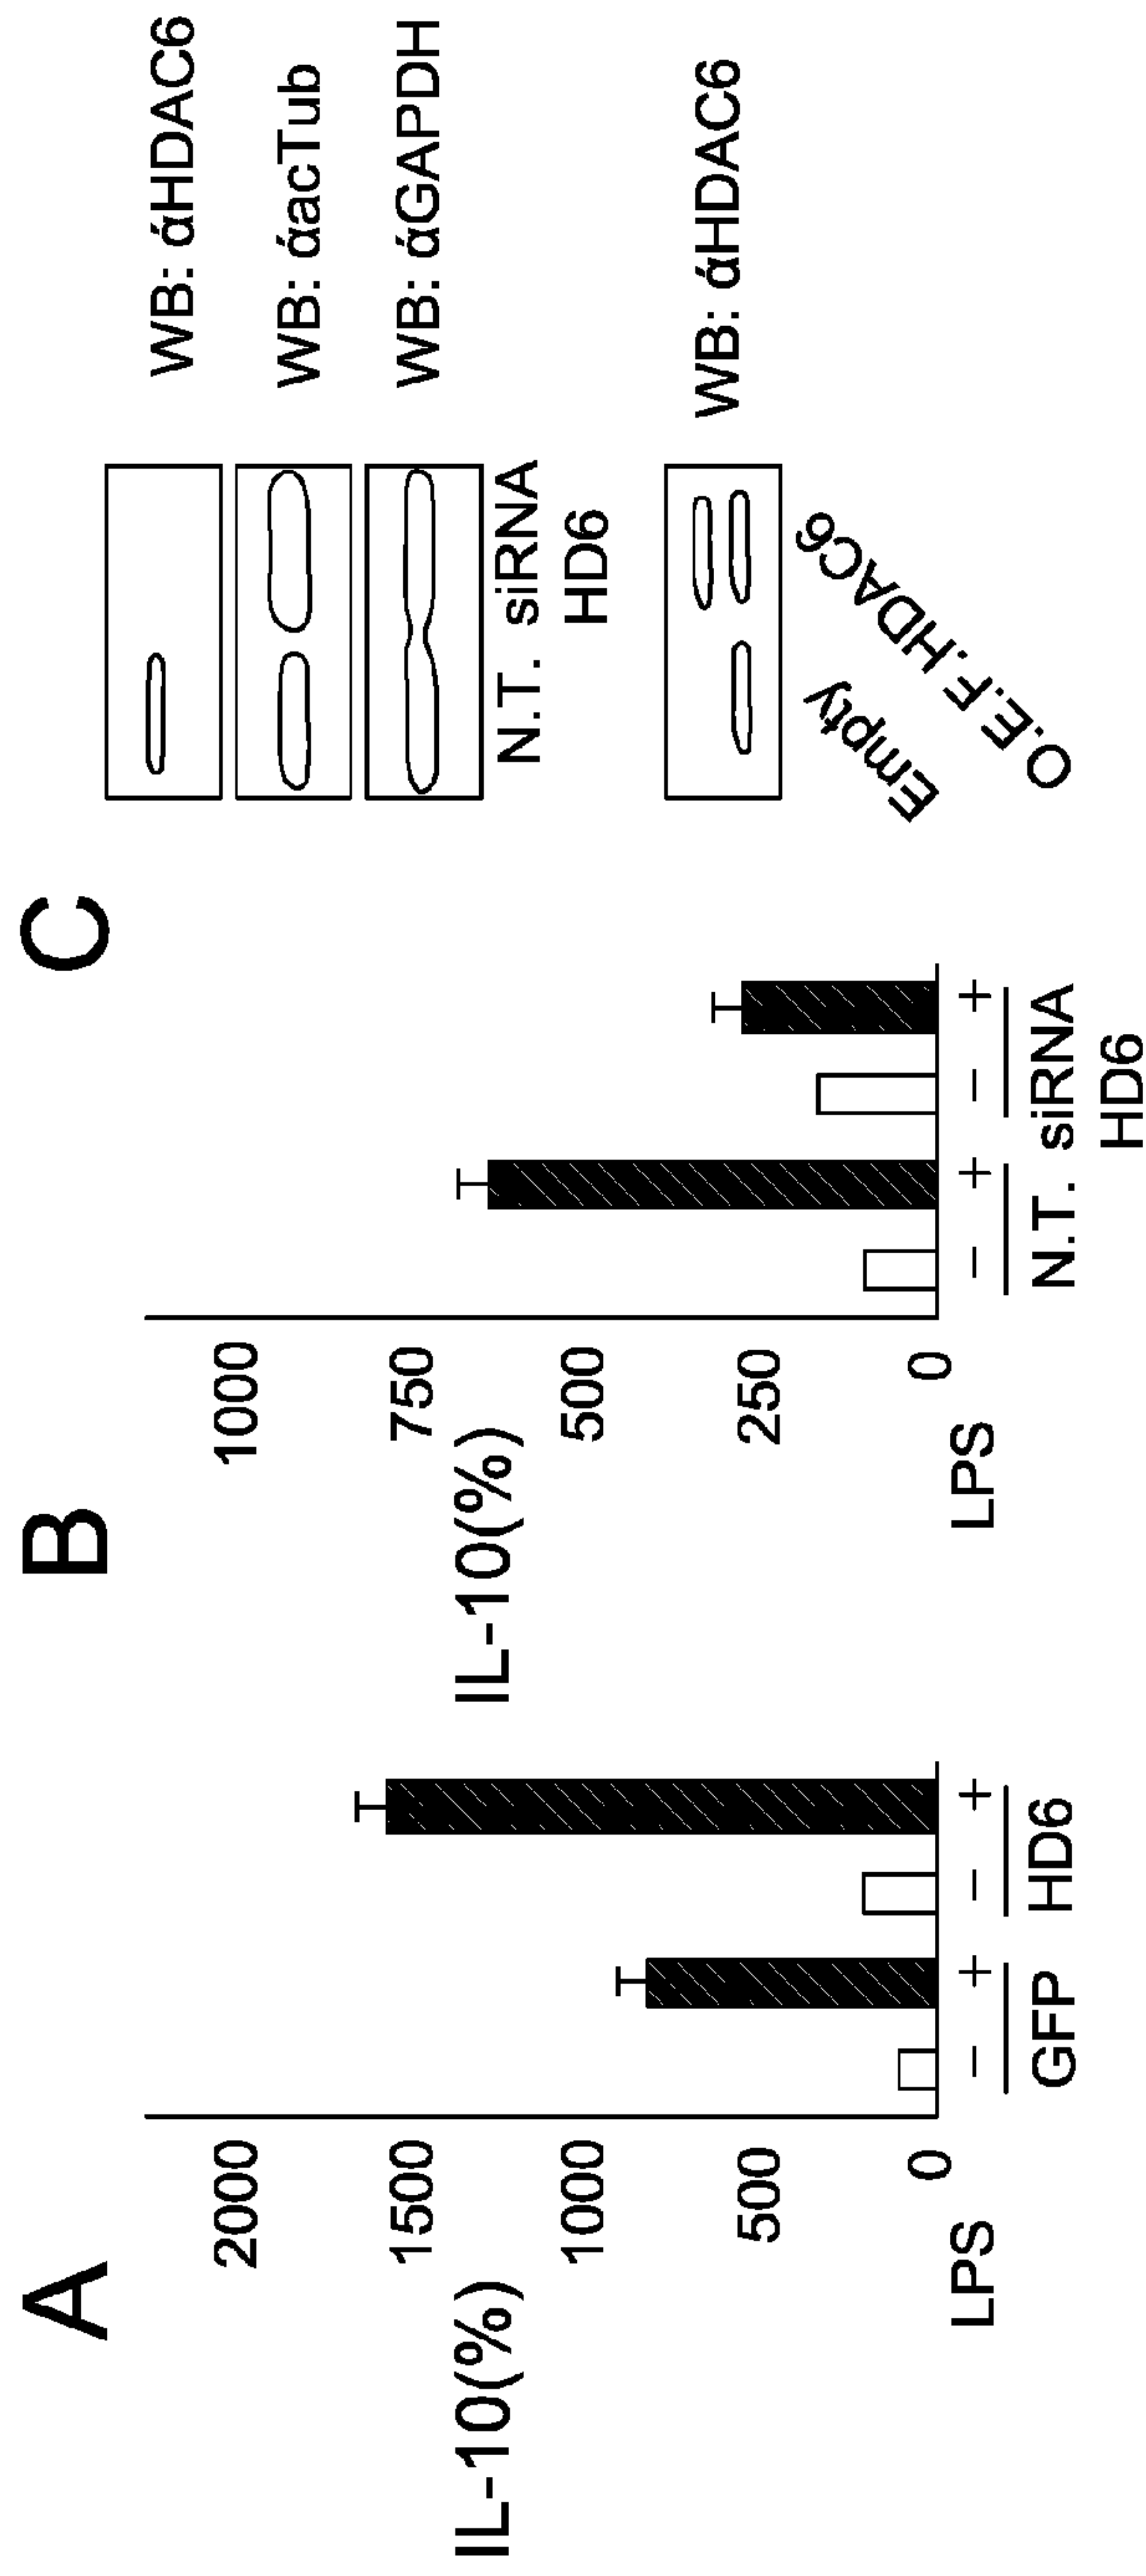 A
IL-10(%)
2000
1500
1000
500
0
LPS
− + − +
GFP HD6
B
IL-10(%)
1000
750
500
250
0
LPS
− + − +
N.T. siRNA
HD6
C
WB: άHDAC6
WB: άacTub
WB: άGAPDH
N.T. siRNA
HD6
WB: άHDAC6
Empty
O.E.F.HDAC6